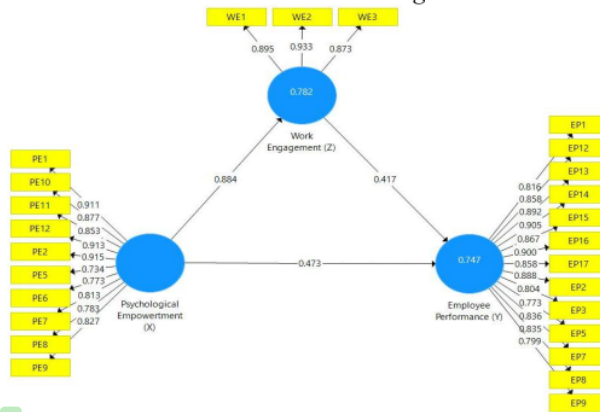 WE1 WE2 WE3
0.895 0.933 0.873
0.782
Work
Engagement (Z)
0.884
0.417
PE1
PE10
PE11
PE12
PE2
PE5
PE6
PE7
PE8
PE9
0.911
0.877
0.853
0.913
0.915
0.734
0.773
0.813
0.783
0.827
Psychological
Empowertment
(X)
0.473
0.747
Employee
Performance (Y)
0.816
0.858
0.892
0.905
0.867
0.900
0.858
0.888
0.804
0.773
0.836
0.835
0.799
EP1
EP12
EP13
EP14
EP15
EP16
EP17
EP2
EP3
EP5
EP7
EP8
EP9